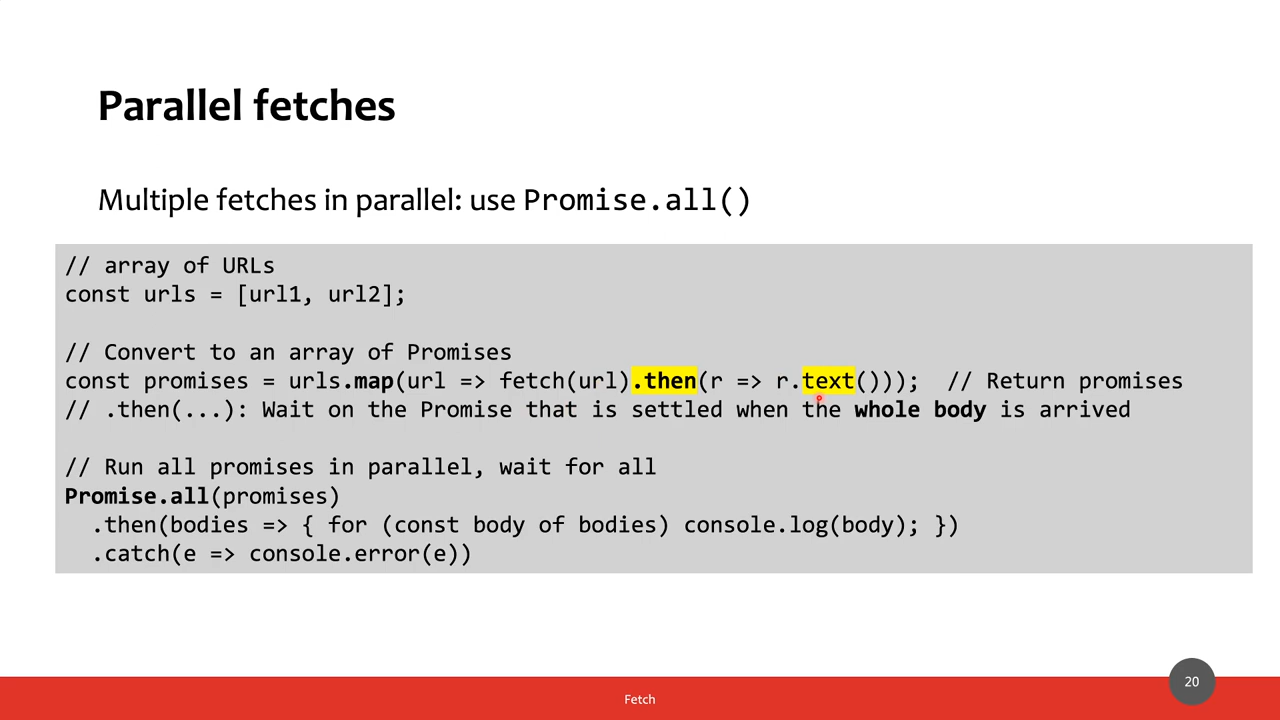 Parallel fetches
Multiple fetches in parallel: use Promise.all()
// array of URLs
const urls = [url1, url2];
// Convert to an array of Promises
const promises = urls.map(url => fetch(url).then(r => r.text()));  // Return promises
// .then(...): Wait on the Promise that is settled when the whole body is arrived
// Run all promises in parallel, wait for all
Promise.all(promises)
  .then(bodies => { for (const body of bodies) console.log(body); })
  .catch(e => console.error(e))
20
Fetch